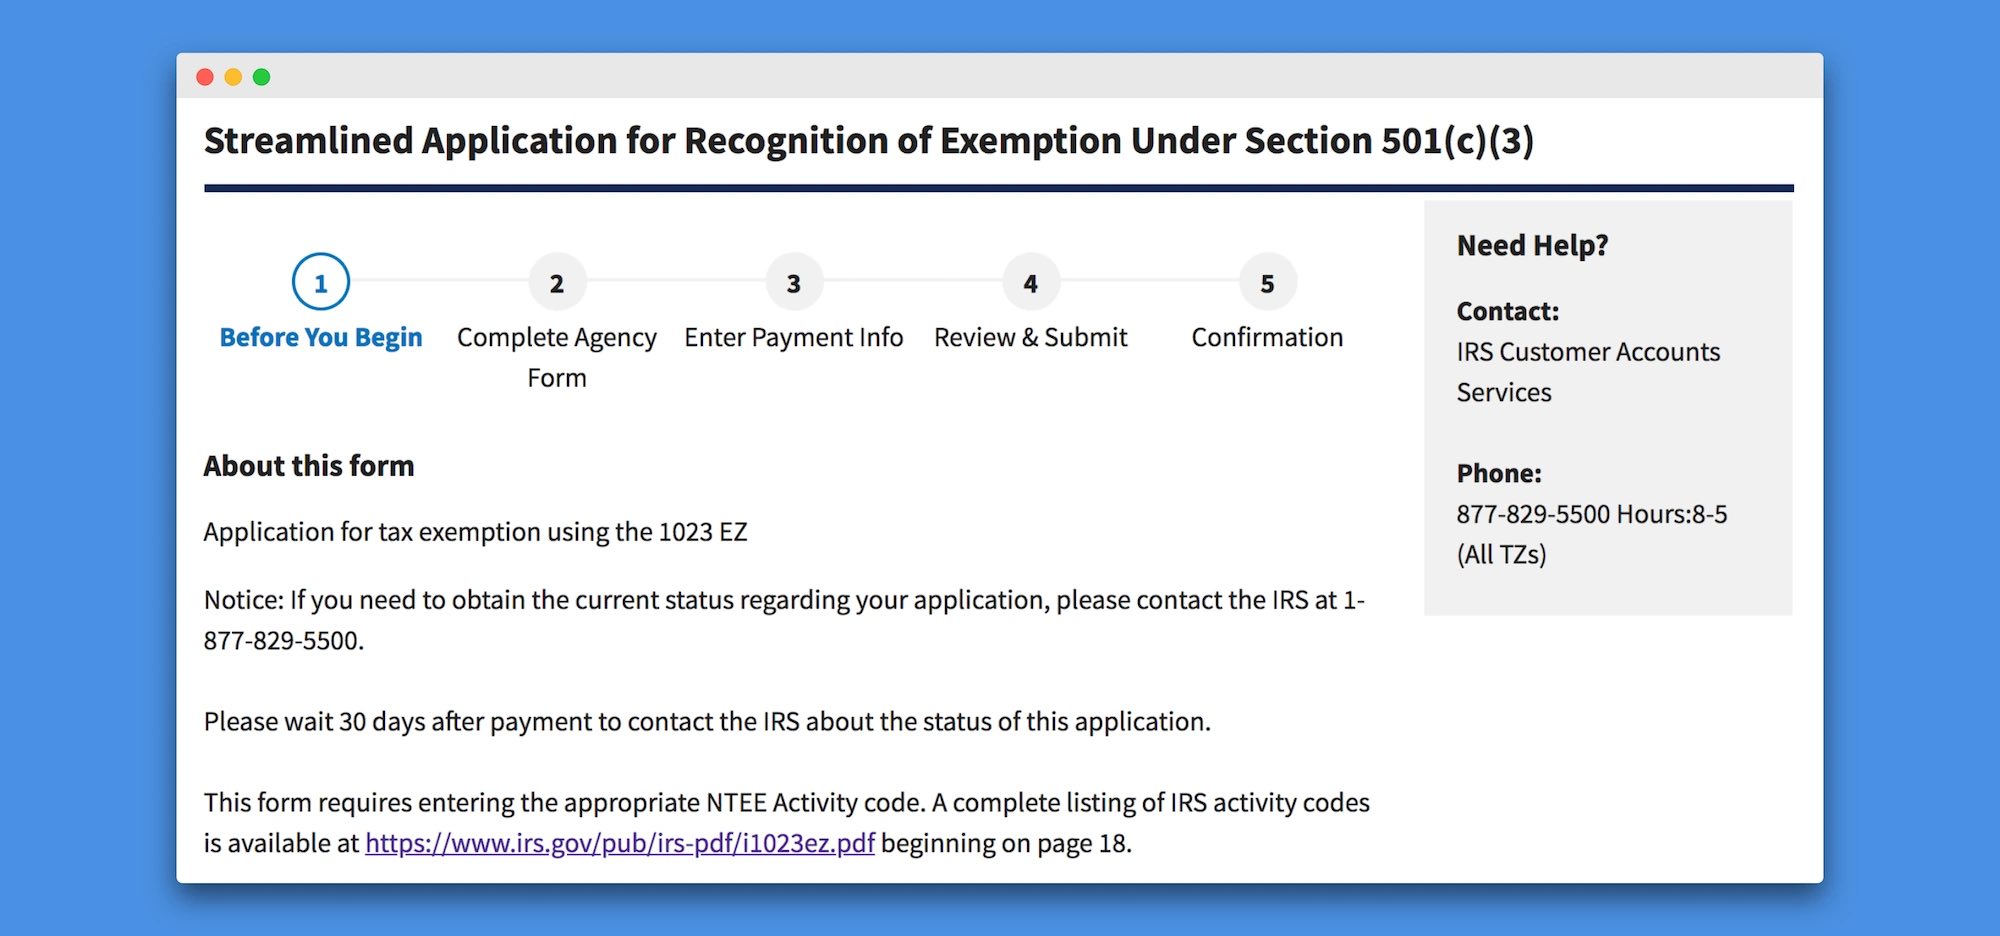 Streamlined Application for Recognition of Exemption Under Section 501(c)(3)
1
Before You Begin
2
Complete Agency
Form
3
Enter Payment Info
4
Review & Submit
5
Confirmation
About this form
Application for tax exemption using the 1023 EZ
Notice: If you need to obtain the current status regarding your application, please contact the IRS at 1-
877-829-5500.
Please wait 30 days after payment to contact the IRS about the status of this application.
This form requires entering the appropriate NTEE Activity code. A complete listing of IRS activity codes
is available at https://www.irs.gov/pub/irs-pdf/i1023ez.pdf beginning on page 18.
Need Help?
Contact:
IRS Customer Accounts
Services
Phone:
877-829-5500 Hours:8-5
(All TZs)